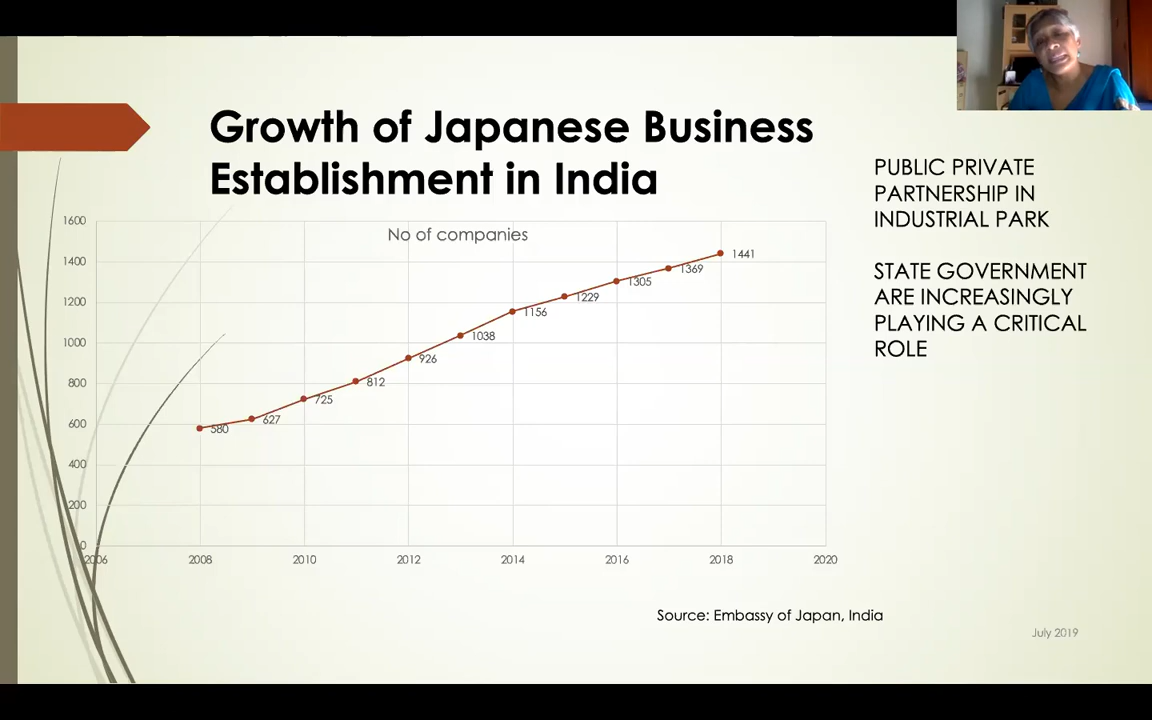 Growth of Japanese Business
Establishment in India
PUBLIC PRIVATE
PARTNERSHIP IN
INDUSTRIAL PARK
STATE GOVERNMENT
ARE INCREASINGLY
PLAYING A CRITICAL
ROLE
No of companies
1600
1400
1200
1000
800
600
400
200
0
580
627
725
812
926
1038
1156
1229
1305
1369
1441
2006 2008 2010 2012 2014 2016 2018 2020
Source: Embassy of Japan, India
July 2019